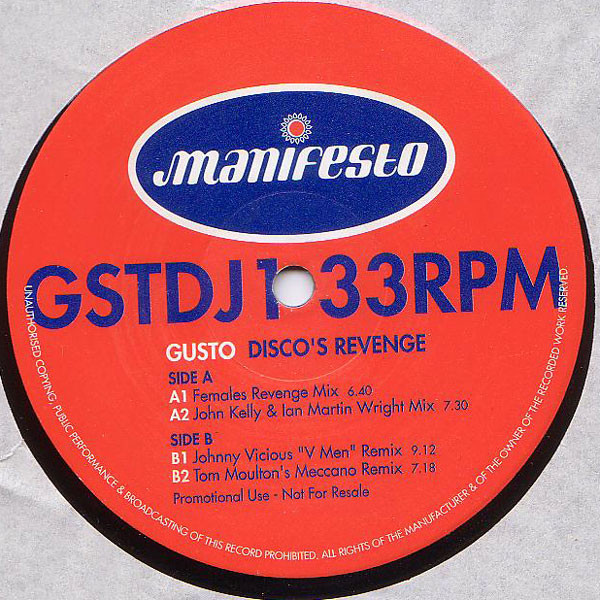 manifesto
GSTDJ1 33RPM
GUSTO DISCO'S REVENGE
SIDE A
A1 Females Revenge Mix 6.40
A2 John Kelly & Ian Martin Wright Mix 7.30
SIDE B
B1 Johnny Vicious "V Men" Remix 9.12
B2 Tom Moulton's Meccano Remix 7.18
Promotional Use - Not For Resale
UNAUTHORISED COPYING, PUBLIC PERFORMANCE & BROADCASTING OF THIS RECORD PROHIBITED. ALL RIGHTS OF THE MANUFACTURER & OF THE OWNER OF THE RECORDED WORK RESERVED